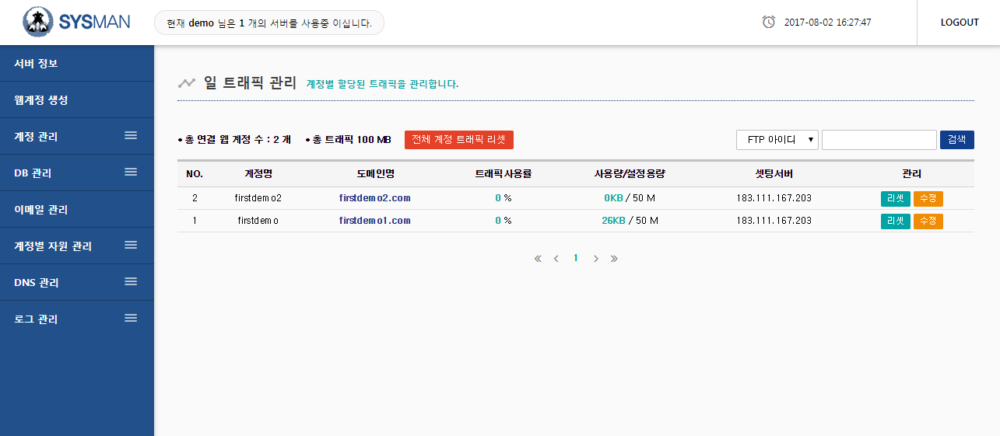 SYSMAN 현재 demo 님은 1 개의 서버를 사용중 이십니다. 2017-08-02 16:27:47 LOGOUT
서버 정보
웹계정 생성
계정 관리
DB 관리
이메일 관리
계정별 자원 관리
DNS 관리
로그 관리
일 트래픽 관리 계정별 할당된 트래픽을 관리합니다.
• 총 연결 웹 계정 수 : 2 개 • 총 트래픽 100 MB 전체 계정 트래픽 리셋 FTP 아이디 ▼ 검색
NO. 계정명 도메인명 트래픽사용률 사용량/설정용량 셋팅서버 관리
2 firstdemo2 firstdemo2.com 0 % 0KB / 50 M 183.111.167.203 리셋 수정
1 firstdemo firstdemo1.com 0 % 26KB / 50 M 183.111.167.203 리셋 수정
« ‹ 1 › »